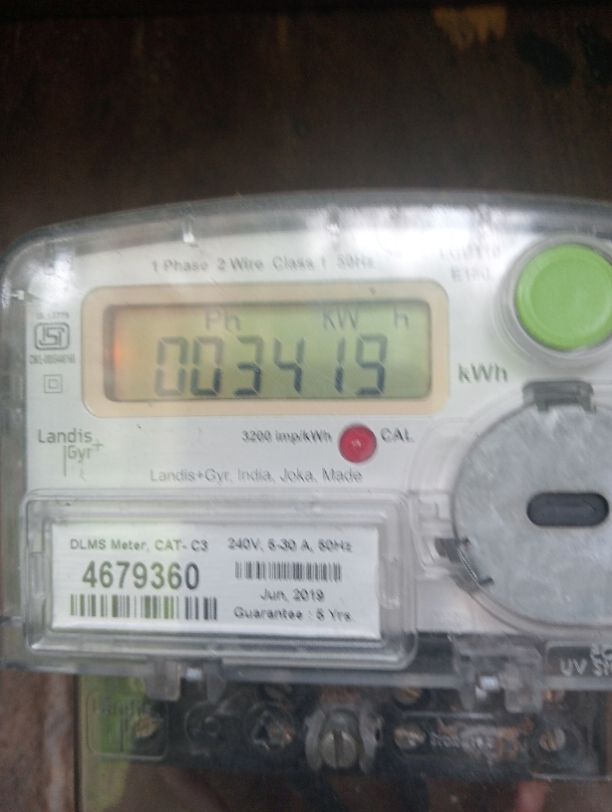 1 Phase 2 Wire Class 1 50Hz
Ph KW h
003419
kWh
3200 imp/kWh CAL
Landis
Gyr+
Landis+Gyr, India, Joka, Made
DLMS Meter, CAT- C3 240V, 5-30 A, 50Hz
4679360
Jun, 2019
Guarantee : 5 Yrs.
UV